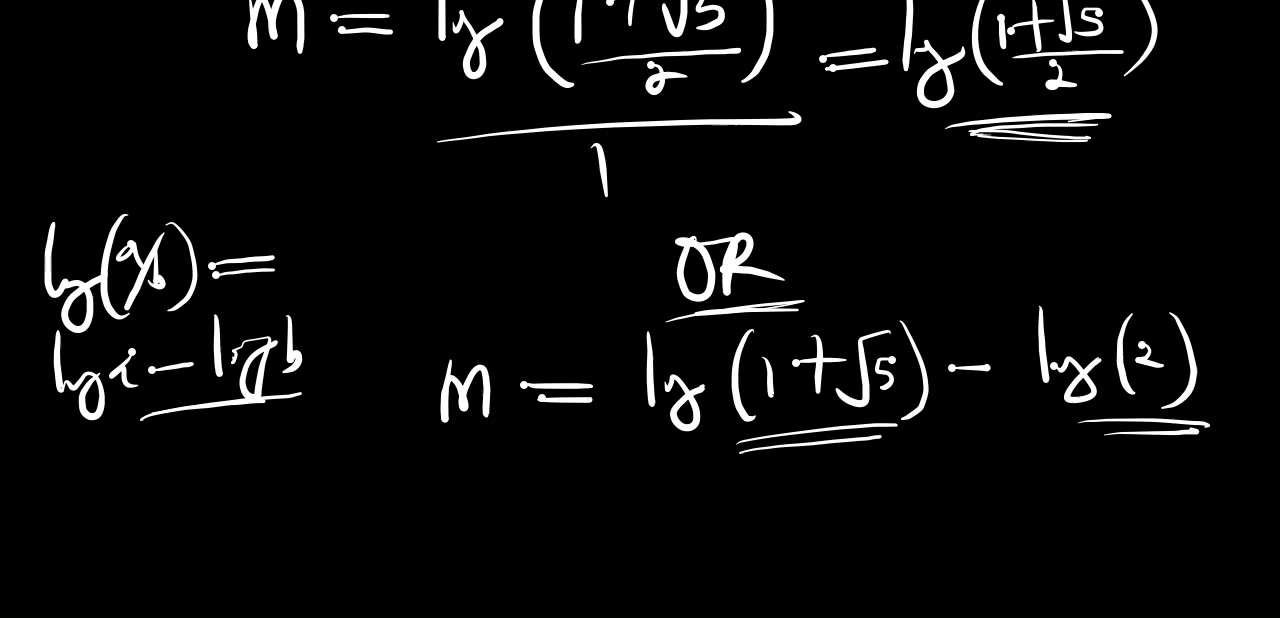 m = lg((1+√5)/2) / 1 = lg((1+√5)/2)
lg(a/b) =
lg a - lg b
OR
m = lg(1+√5) - lg(2)